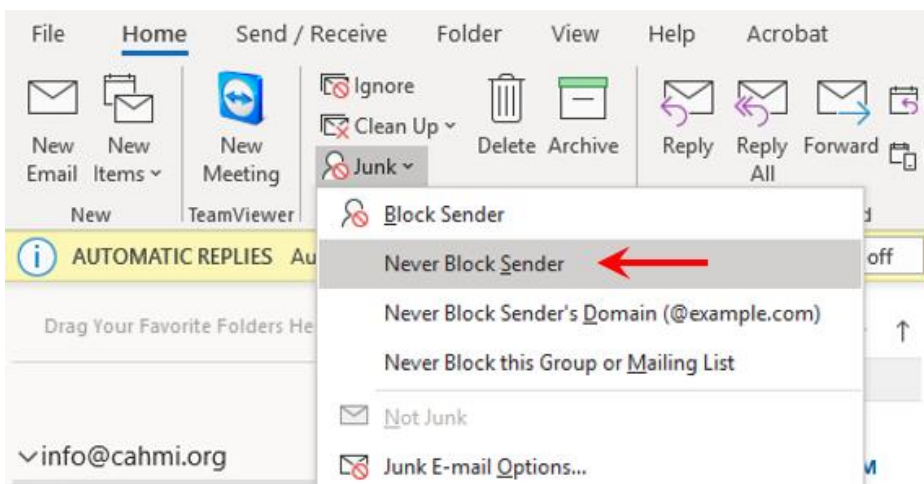 File Home Send / Receive Folder View Help Acrobat
Ignore
Clean Up
New Email
New Items
New Meeting
Junk
Delete Archive
Reply
Reply All
Forward
New TeamViewer
Block Sender
AUTOMATIC REPLIES Au
off
Never Block Sender
Never Block Sender's Domain (@example.com)
Drag Your Favorite Folders He
Never Block this Group or Mailing List
Not Junk
info@cahmi.org
Junk E-mail Options...